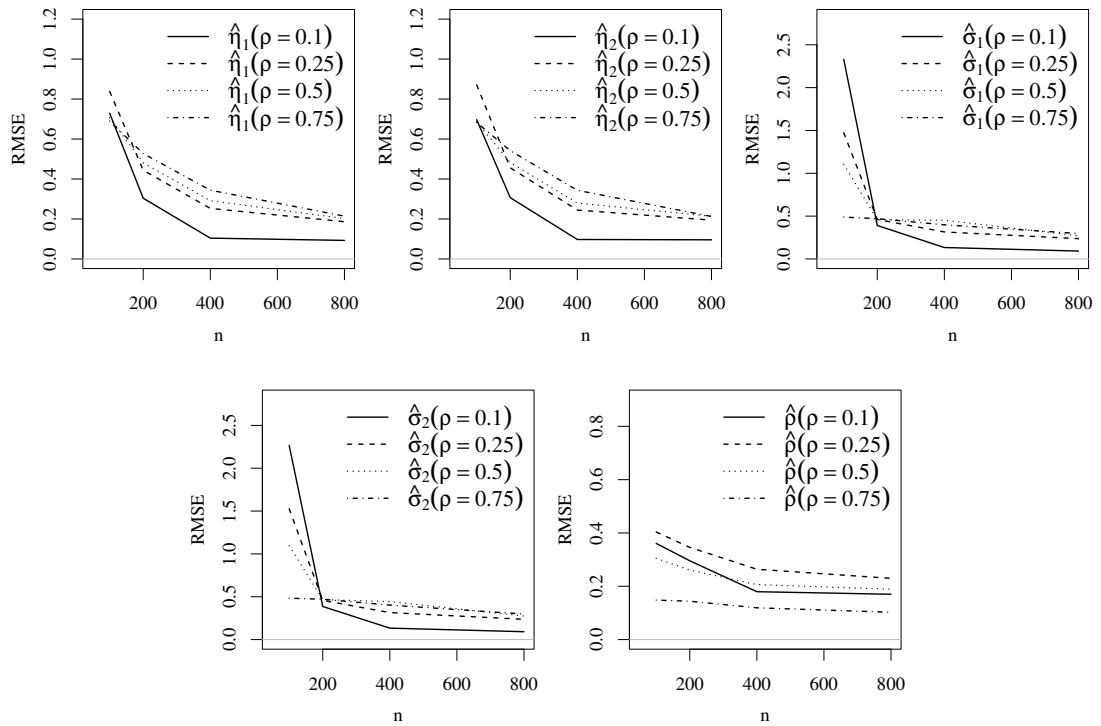 RMSE
0.0 0.2 0.4 0.6 0.8 1.0 1.2
η̂₁(ρ = 0.1)
η̂₁(ρ = 0.25)
η̂₁(ρ = 0.5)
η̂₁(ρ = 0.75)
200 400 600 800
n
RMSE
0.0 0.2 0.4 0.6 0.8 1.0 1.2
η̂₂(ρ = 0.1)
η̂₂(ρ = 0.25)
η̂₂(ρ = 0.5)
η̂₂(ρ = 0.75)
200 400 600 800
n
RMSE
0.0 0.5 1.0 1.5 2.0 2.5
σ̂₁(ρ = 0.1)
σ̂₁(ρ = 0.25)
σ̂₁(ρ = 0.5)
σ̂₁(ρ = 0.75)
200 400 600 800
n
RMSE
0.0 0.5 1.0 1.5 2.0 2.5
σ̂₂(ρ = 0.1)
σ̂₂(ρ = 0.25)
σ̂₂(ρ = 0.5)
σ̂₂(ρ = 0.75)
200 400 600 800
n
RMSE
0.0 0.2 0.4 0.6 0.8
ρ̂(ρ = 0.1)
ρ̂(ρ = 0.25)
ρ̂(ρ = 0.5)
ρ̂(ρ = 0.75)
200 400 600 800
n